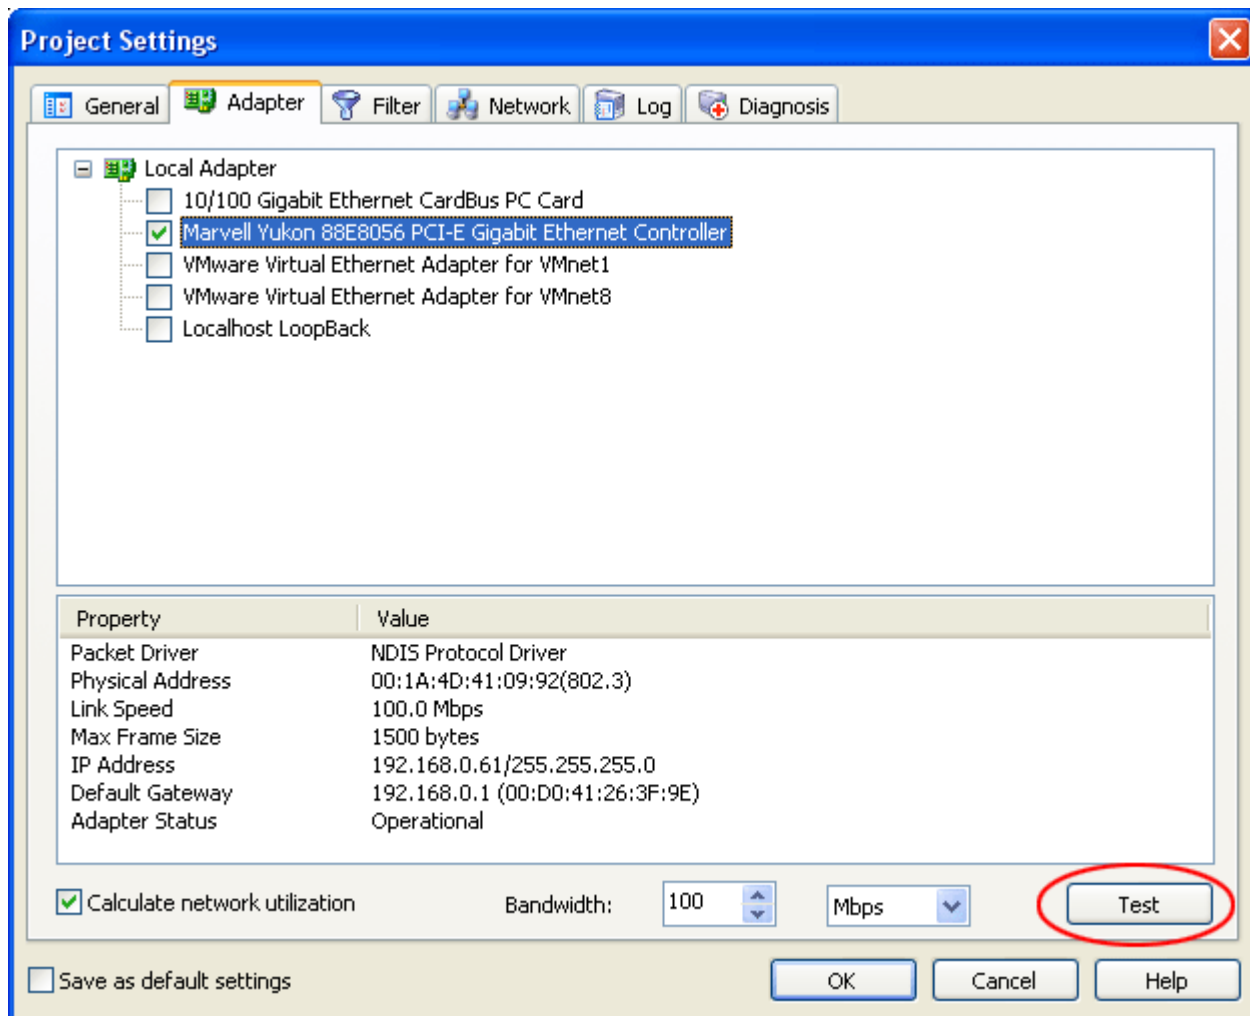 Project Settings
General Adapter Filter Network Log Diagnosis
Local Adapter
10/100 Gigabit Ethernet CardBus PC Card
Marvell Yukon 88E8056 PCI-E Gigabit Ethernet Controller
VMware Virtual Ethernet Adapter for VMnet1
VMware Virtual Ethernet Adapter for VMnet8
Localhost LoopBack
Property Value
Packet Driver NDIS Protocol Driver
Physical Address 00:1A:4D:41:09:92(802.3)
Link Speed 100.0 Mbps
Max Frame Size 1500 bytes
IP Address 192.168.0.61/255.255.255.0
Default Gateway 192.168.0.1 (00:D0:41:26:3F:9E)
Adapter Status Operational
Calculate network utilization Bandwidth: 100 Mbps Test
Save as default settings OK Cancel Help